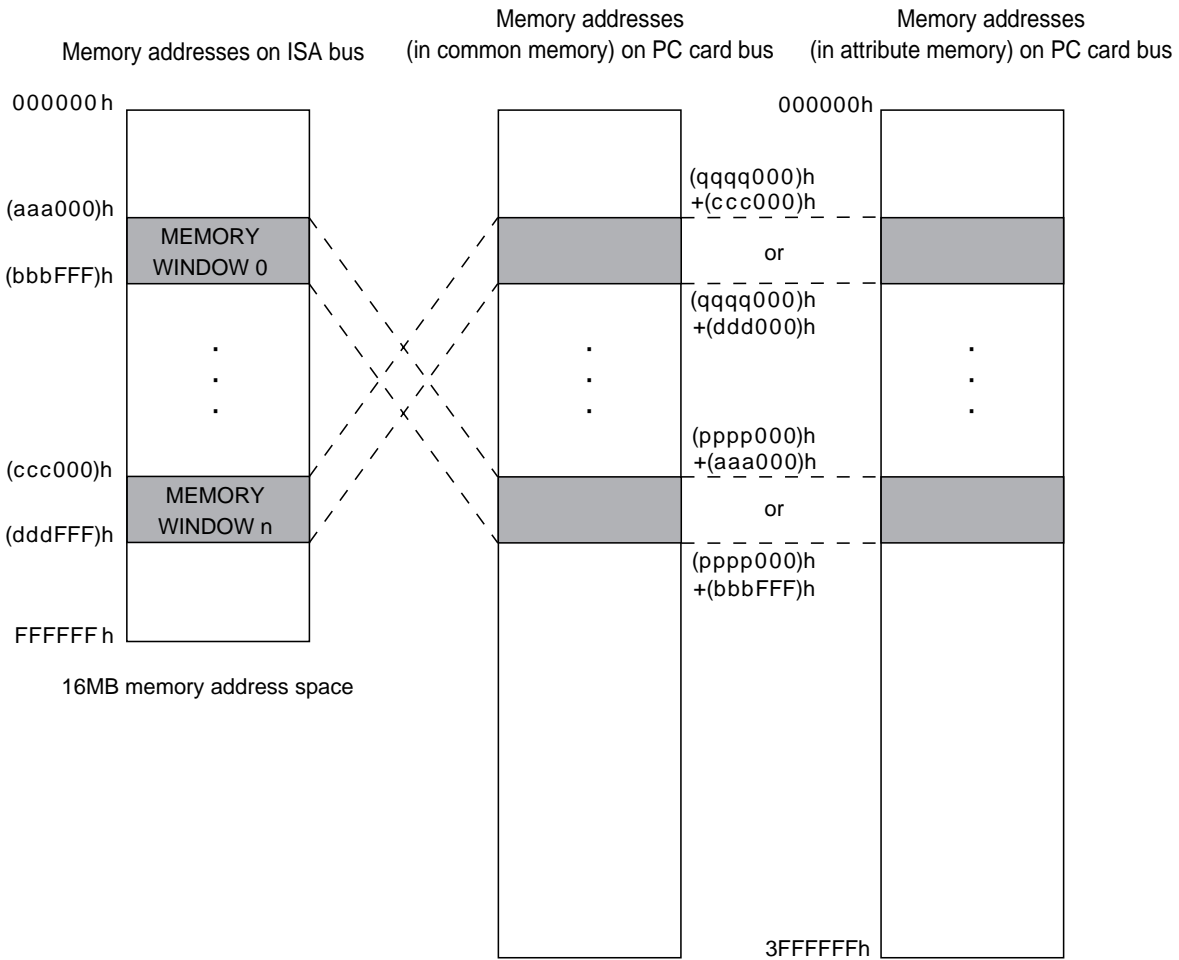 Memory addresses on ISA bus
Memory addresses
(in common memory) on PC card bus
Memory addresses
(in attribute memory) on PC card bus
000000h
(aaa000)h
MEMORY
WINDOW 0
(bbbFFF)h
(ccc000)h
MEMORY
WINDOW n
(dddFFF)h
FFFFFFh
16MB memory address space
000000h
(qqqq000)h
+(ccc000)h
or
(qqqq000)h
+(ddd000)h
(pppp000)h
+(aaa000)h
or
(pppp000)h
+(bbbFFF)h
3FFFFFFh